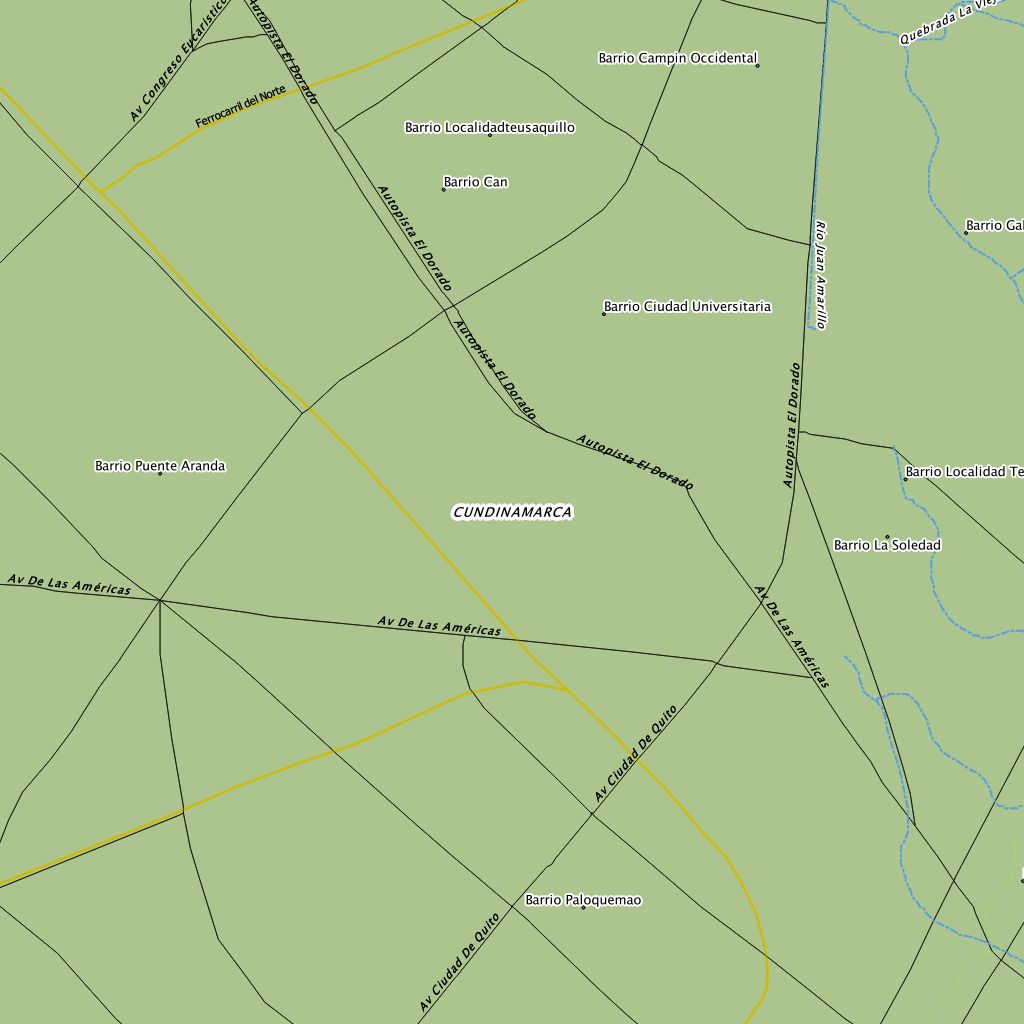 Av Congreso Eucarístico
Autopista El Dorado
Quebrada La Viej
Barrio Campin Occidental
Ferrocarril del Norte
Barrio Localidadteusaquillo
Barrio Can
Autopista El Dorado
Río Juan Amarillo
Barrio Gal
Barrio Ciudad Universitaria
Autopista El Dorado
Autopista El Dorado
Autopista El Dorado
Barrio Puente Aranda
Barrio Localidad Te
CUNDINAMARCA
Barrio La Soledad
Av De Las Américas
Av De Las Américas
Av De Las Américas
Av Ciudad De Quito
Barrio Paloquemao
Av Ciudad De Quito